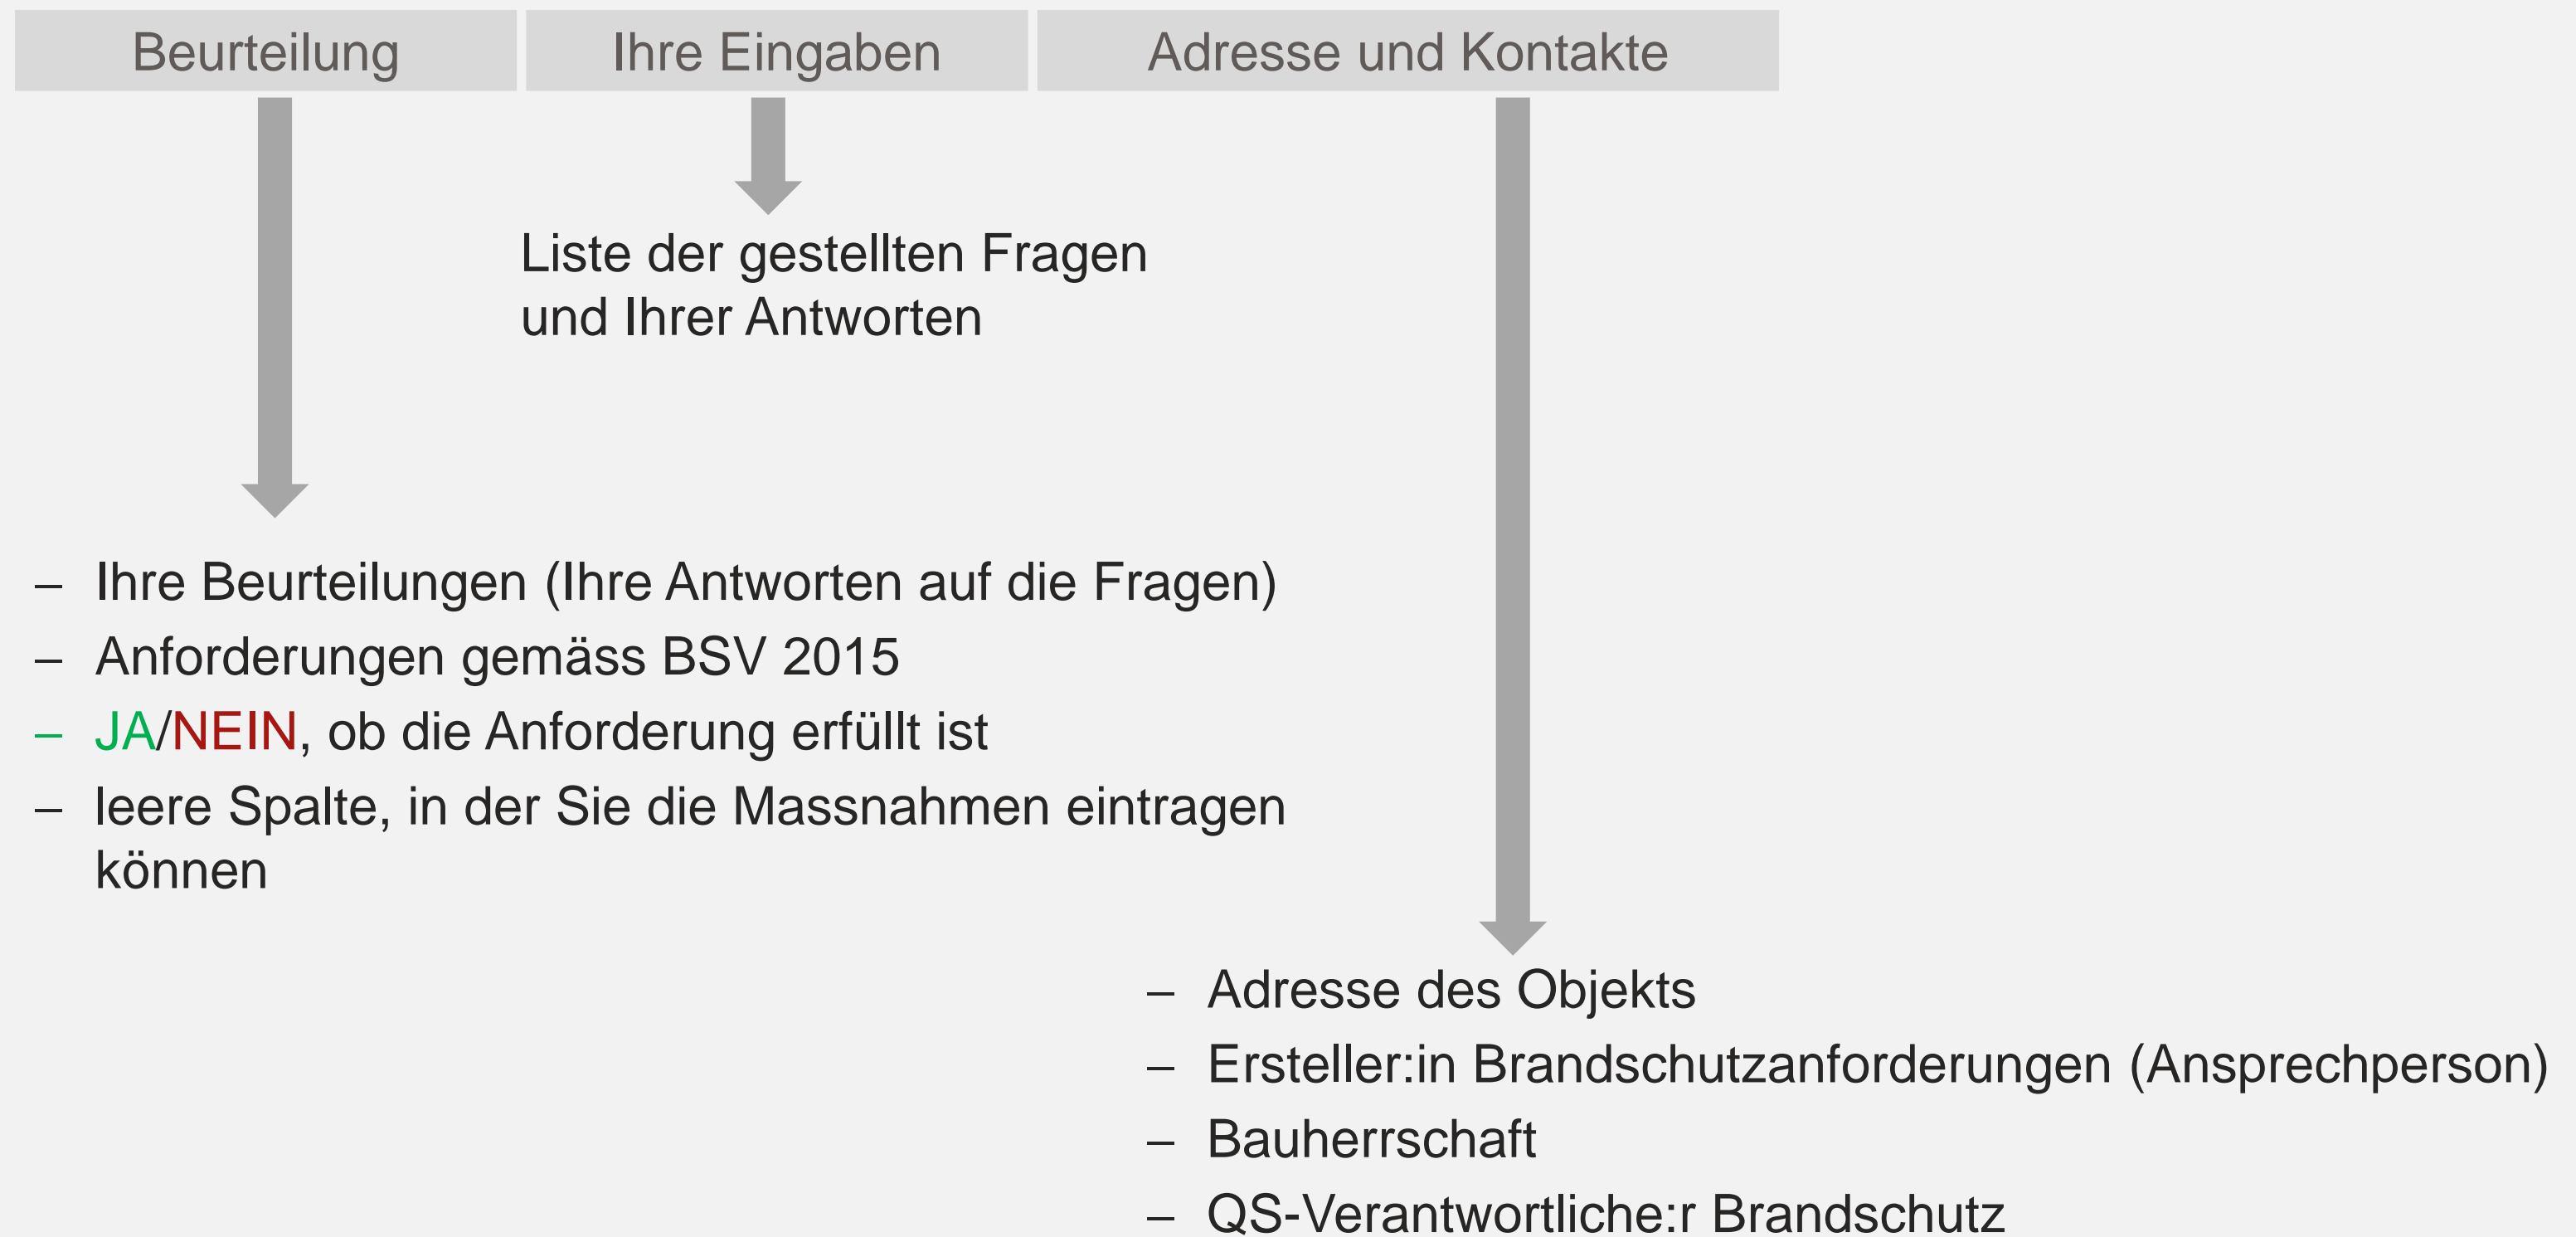 Beurteilung
Ihre Eingaben
Adresse und Kontakte
Liste der gestellten Fragen
und Ihrer Antworten
– Ihre Beurteilungen (Ihre Antworten auf die Fragen)
– Anforderungen gemäss BSV 2015
– JA/NEIN, ob die Anforderung erfüllt ist
– leere Spalte, in der Sie die Massnahmen eintragen
können
– Adresse des Objekts
– Ersteller:in Brandschutzanforderungen (Ansprechperson)
– Bauherrschaft
– QS-Verantwortliche:r Brandschutz